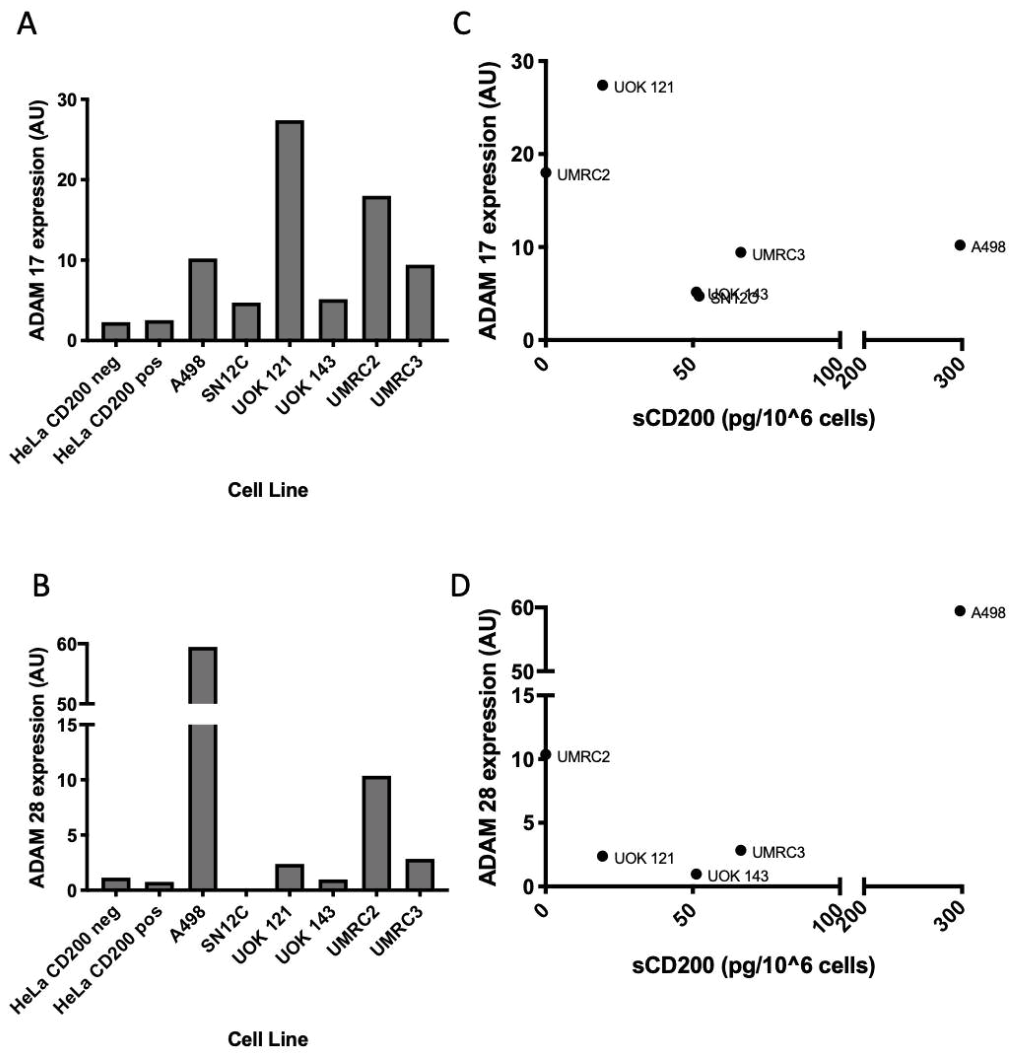 A
ADAM 17 expression (AU)
30
20
10
0
HeLa CD200 neg
HeLa CD200 pos
A498
SN12C
UOK 121
UOK 143
UMRC2
UMRC3
Cell Line
C
ADAM 17 expression (AU)
30
20
10
0
UOK 121
UMRC2
UMRC3
A498
UOK 143
SN12C
0
50
100
200
300
sCD200 (pg/10^6 cells)
B
ADAM 28 expression (AU)
60
50
15
10
5
0
HeLa CD200 neg
HeLa CD200 pos
A498
SN12C
UOK 121
UOK 143
UMRC2
UMRC3
Cell Line
D
ADAM 28 expression (AU)
60
50
15
10
5
0
A498
UMRC2
UOK 121
UMRC3
UOK 143
0
50
100
200
300
sCD200 (pg/10^6 cells)